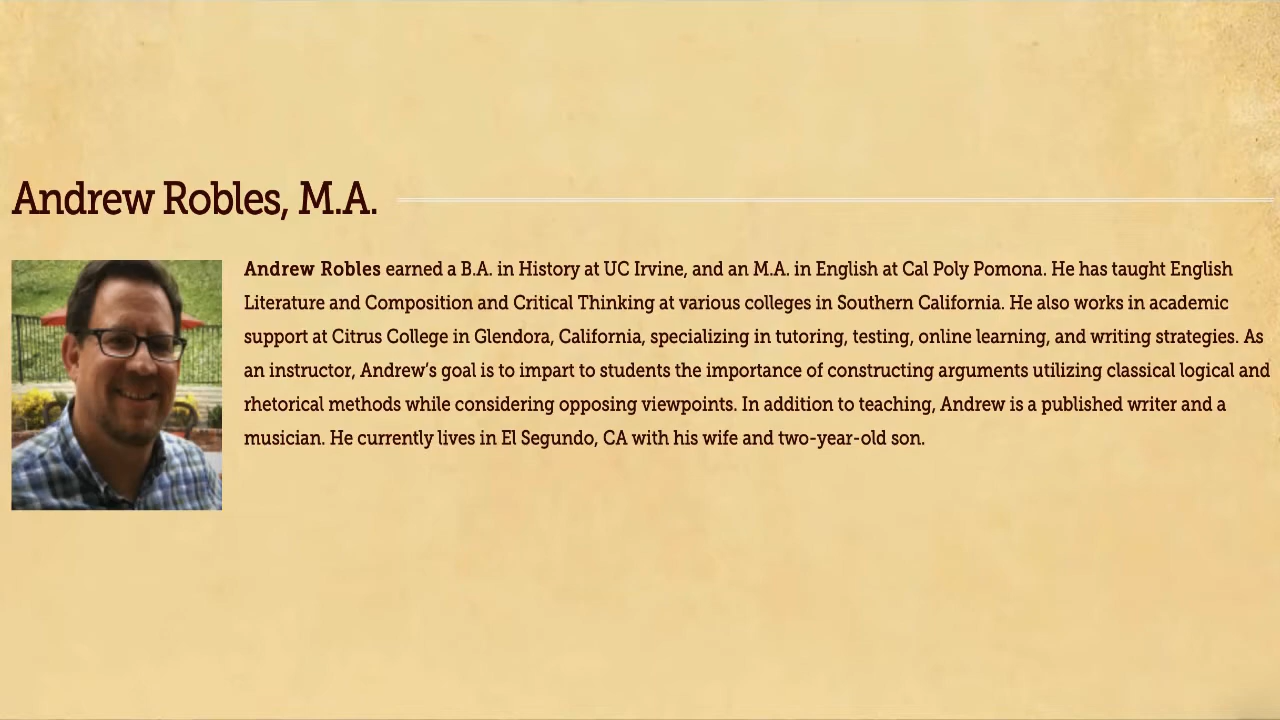 Andrew Robles, M.A.
Andrew Robles earned a B.A. in History at UC Irvine, and an M.A. in English at Cal Poly Pomona. He has taught English
Literature and Composition and Critical Thinking at various colleges in Southern California. He also works in academic
support at Citrus College in Glendora, California, specializing in tutoring, testing, online learning, and writing strategies. As
an instructor, Andrew’s goal is to impart to students the importance of constructing arguments utilizing classical logical and
rhetorical methods while considering opposing viewpoints. In addition to teaching, Andrew is a published writer and a
musician. He currently lives in El Segundo, CA with his wife and two-year-old son.